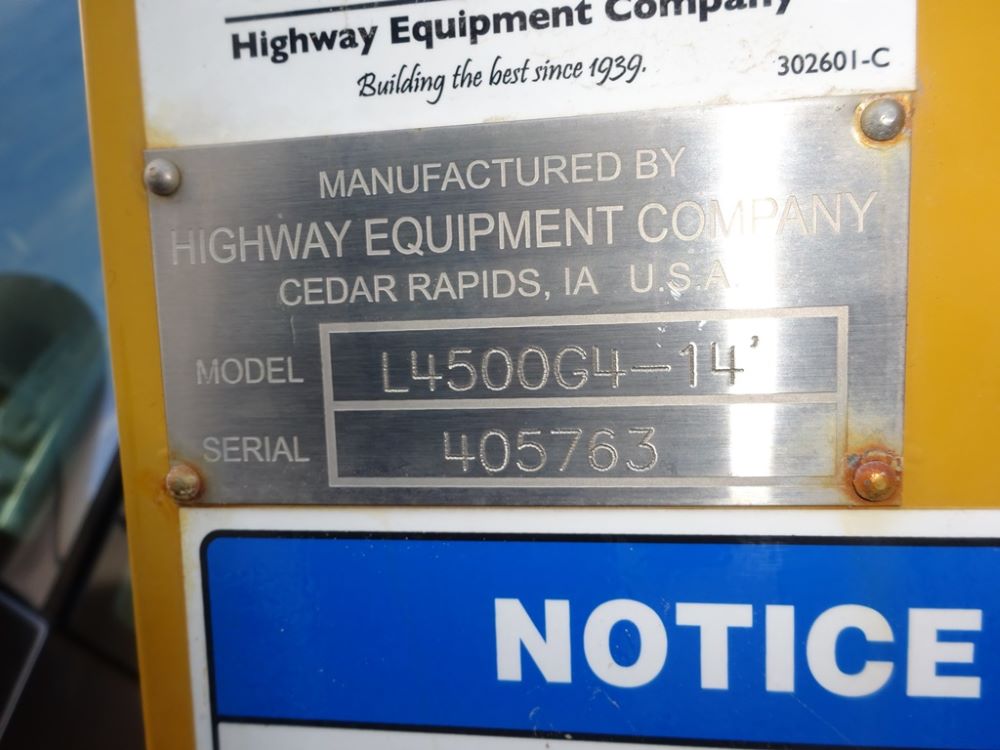 Highway Equipment Company
Building the best since 1939.
302601-C
MANUFACTURED BY
HIGHWAY EQUIPMENT COMPANY
CEDAR RAPIDS, IA U.S.A.
MODEL L4500G4-14'
SERIAL 405763
NOTICE